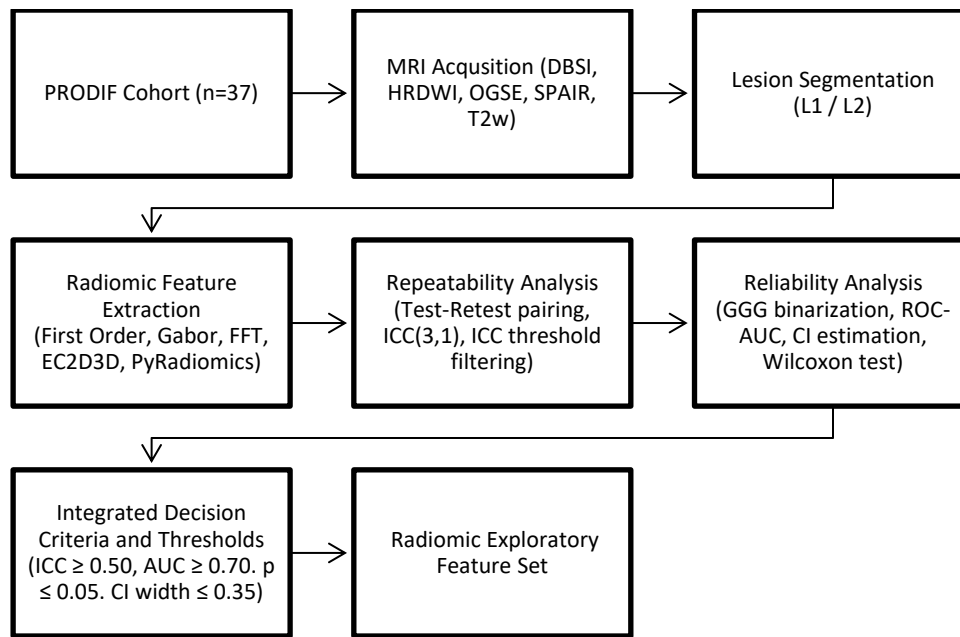 PRODIF Cohort (n=37)
MRI Acqusition (DBSI,
HRDWI, OGSE, SPAIR,
T2w)
Lesion Segmentation
(L1 / L2)
Radiomic Feature
Extraction
(First Order, Gabor, FFT,
EC2D3D, PyRadiomics)
Repeatability Analysis
(Test-Retest pairing,
ICC(3,1), ICC threshold
filtering)
Reliability Analysis
(GGG binarization, ROC-
AUC, CI estimation,
Wilcoxon test)
Integrated Decision
Criteria and Thresholds
(ICC ≥ 0.50, AUC ≥ 0.70. p
≤ 0.05. CI width ≤ 0.35)
Radiomic Exploratory
Feature Set